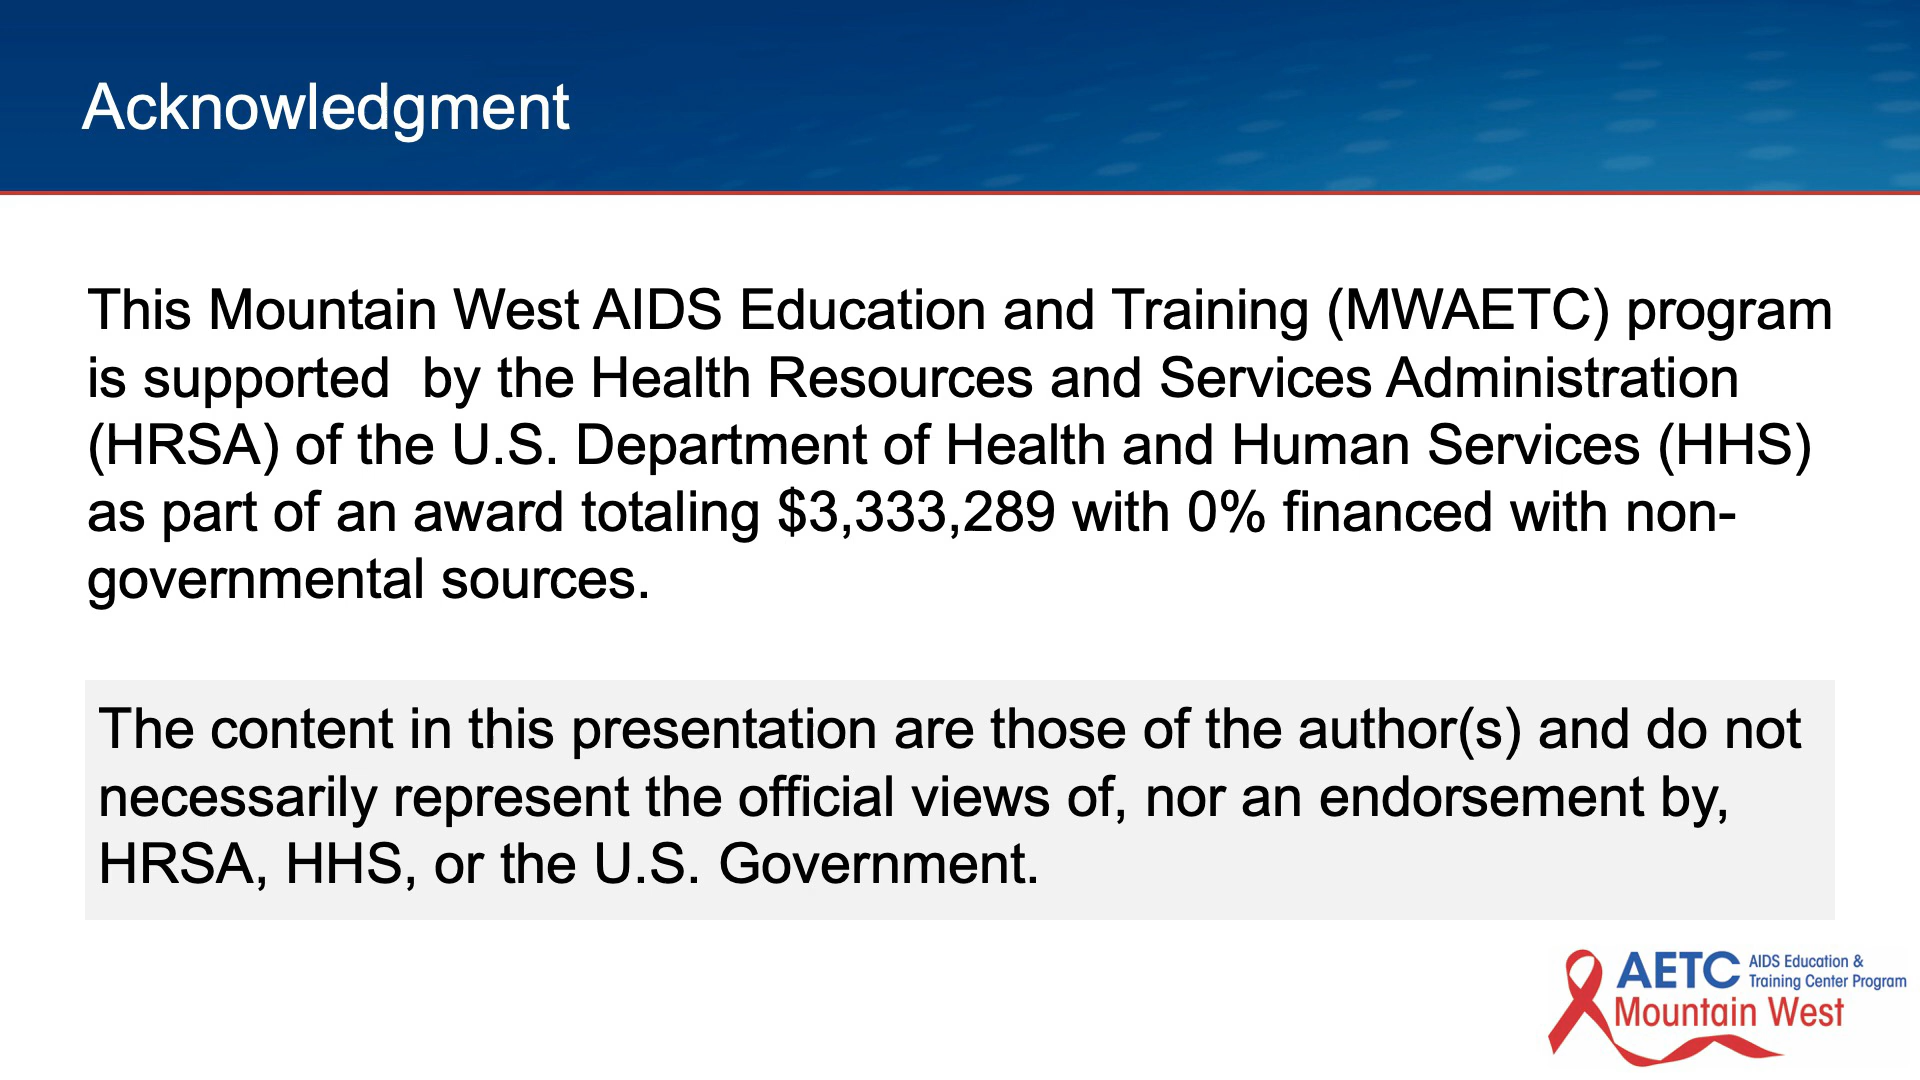 Acknowledgment
This Mountain West AIDS Education and Training (MWAETC) program
is supported  by the Health Resources and Services Administration
(HRSA) of the U.S. Department of Health and Human Services (HHS)
as part of an award totaling $3,333,289 with 0% financed with non-
governmental sources.
The content in this presentation are those of the author(s) and do not
necessarily represent the official views of, nor an endorsement by,
HRSA, HHS, or the U.S. Government.
AETC AIDS Education &
Training Center Program
Mountain West